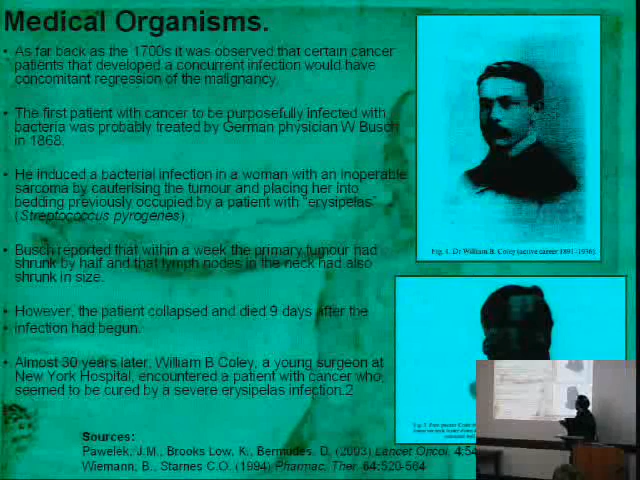 Medical Organisms.
• As far back as the 1700s it was observed that certain cancer
patients that developed a concurrent infection would have
concomitant regression of the malignancy.
• The first patient with cancer to be purposefully infected with
bacteria was probably treated by German physician W Busch
in 1868.
• He induced a bacterial infection in a woman with an inoperable
sarcoma by cauterising the tumour and placing her into
bedding previously occupied by a patient with “erysipelas”
(Streptococcus pyrogenes).
• Busch reported that within a week the primary tumour had
shrunk by half and that lymph nodes in the neck had also
shrunk in size.
• However, the patient collapsed and died 9 days after the
• infection had begun.
• Almost 30 years later, William B Coley, a young surgeon at
New York Hospital, encountered a patient with cancer who
seemed to be cured by a severe erysipelas infection.2
Fig. 1. Dr William B. Coley (active career 1891-1936).
Sources:
Pawelek, J.M., Brooks Low, K., Bermudes, D. (2003) Lancet Oncol. 4:54
Wiemann, B., Starnes C.O. (1994) Pharmac. Ther. 64:520-564